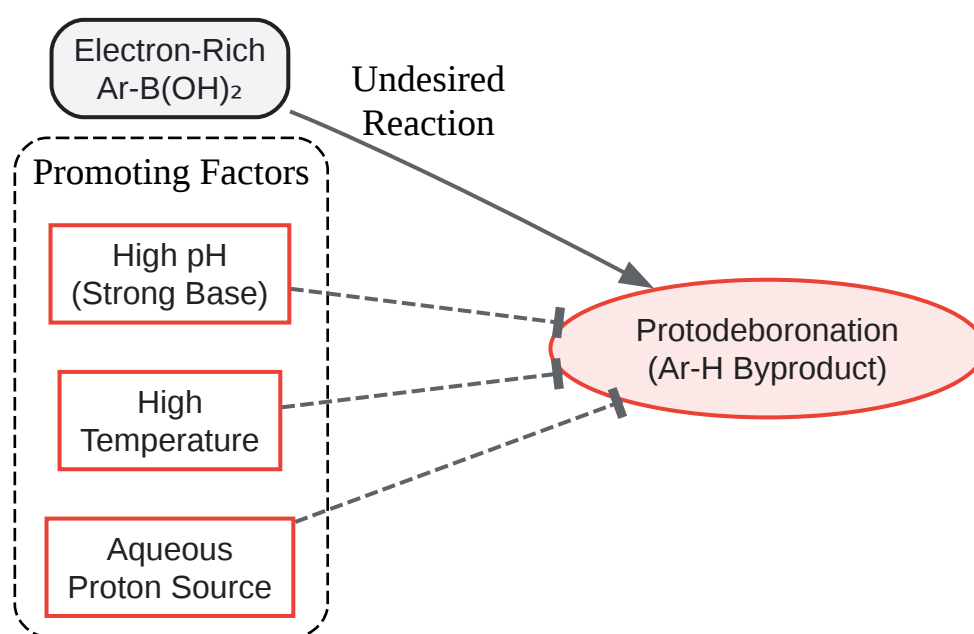 Electron-Rich
Ar-B(OH)₂
Undesired
Reaction
Promoting Factors
High pH
(Strong Base)
High
Temperature
Aqueous
Proton Source
Protodeboronation
(Ar-H Byproduct)